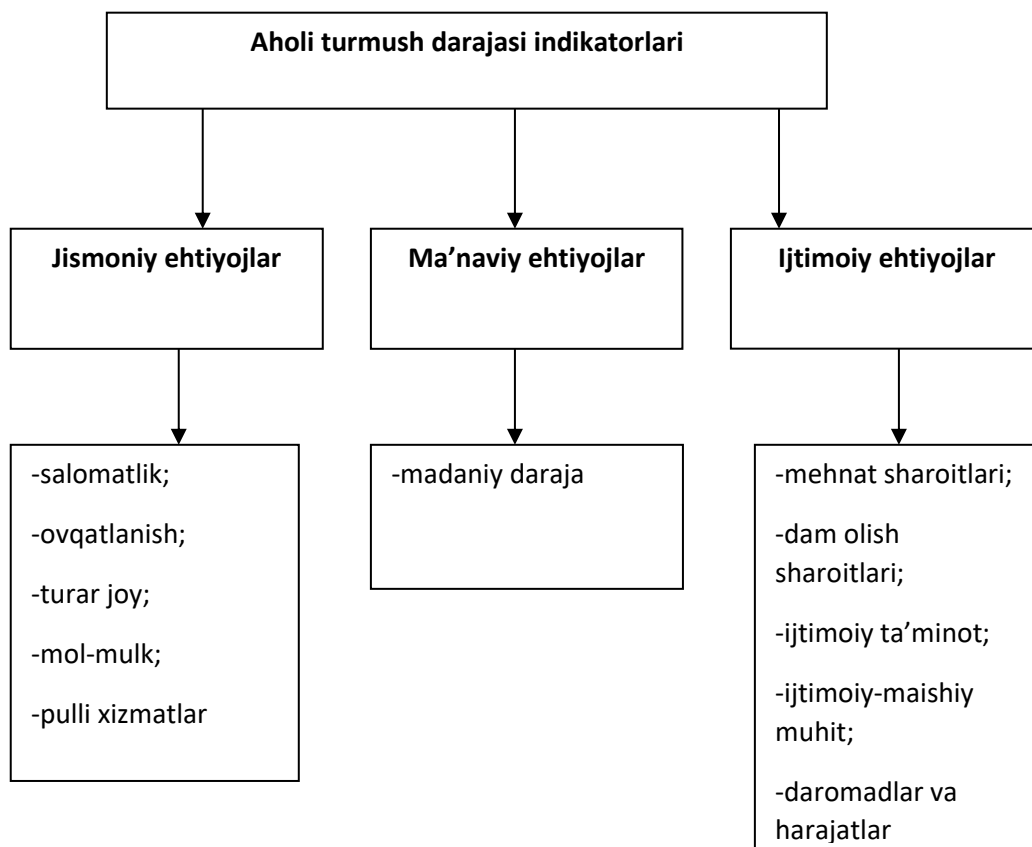 Aholi turmush darajasi indikatorlari
Jismoniy ehtiyojlar
Ma’naviy ehtiyojlar
Ijtimoiy ehtiyojlar
-salomatlik;
-ovqatlanish;
-turar joy;
-mol-mulk;
-pulli xizmatlar
-madaniy daraja
-mehnat sharoitlari;
-dam olish
sharoitlari;
-ijtimoiy ta’minot;
-ijtimoiy-maishiy
muhit;
-daromadlar va
harajatlar